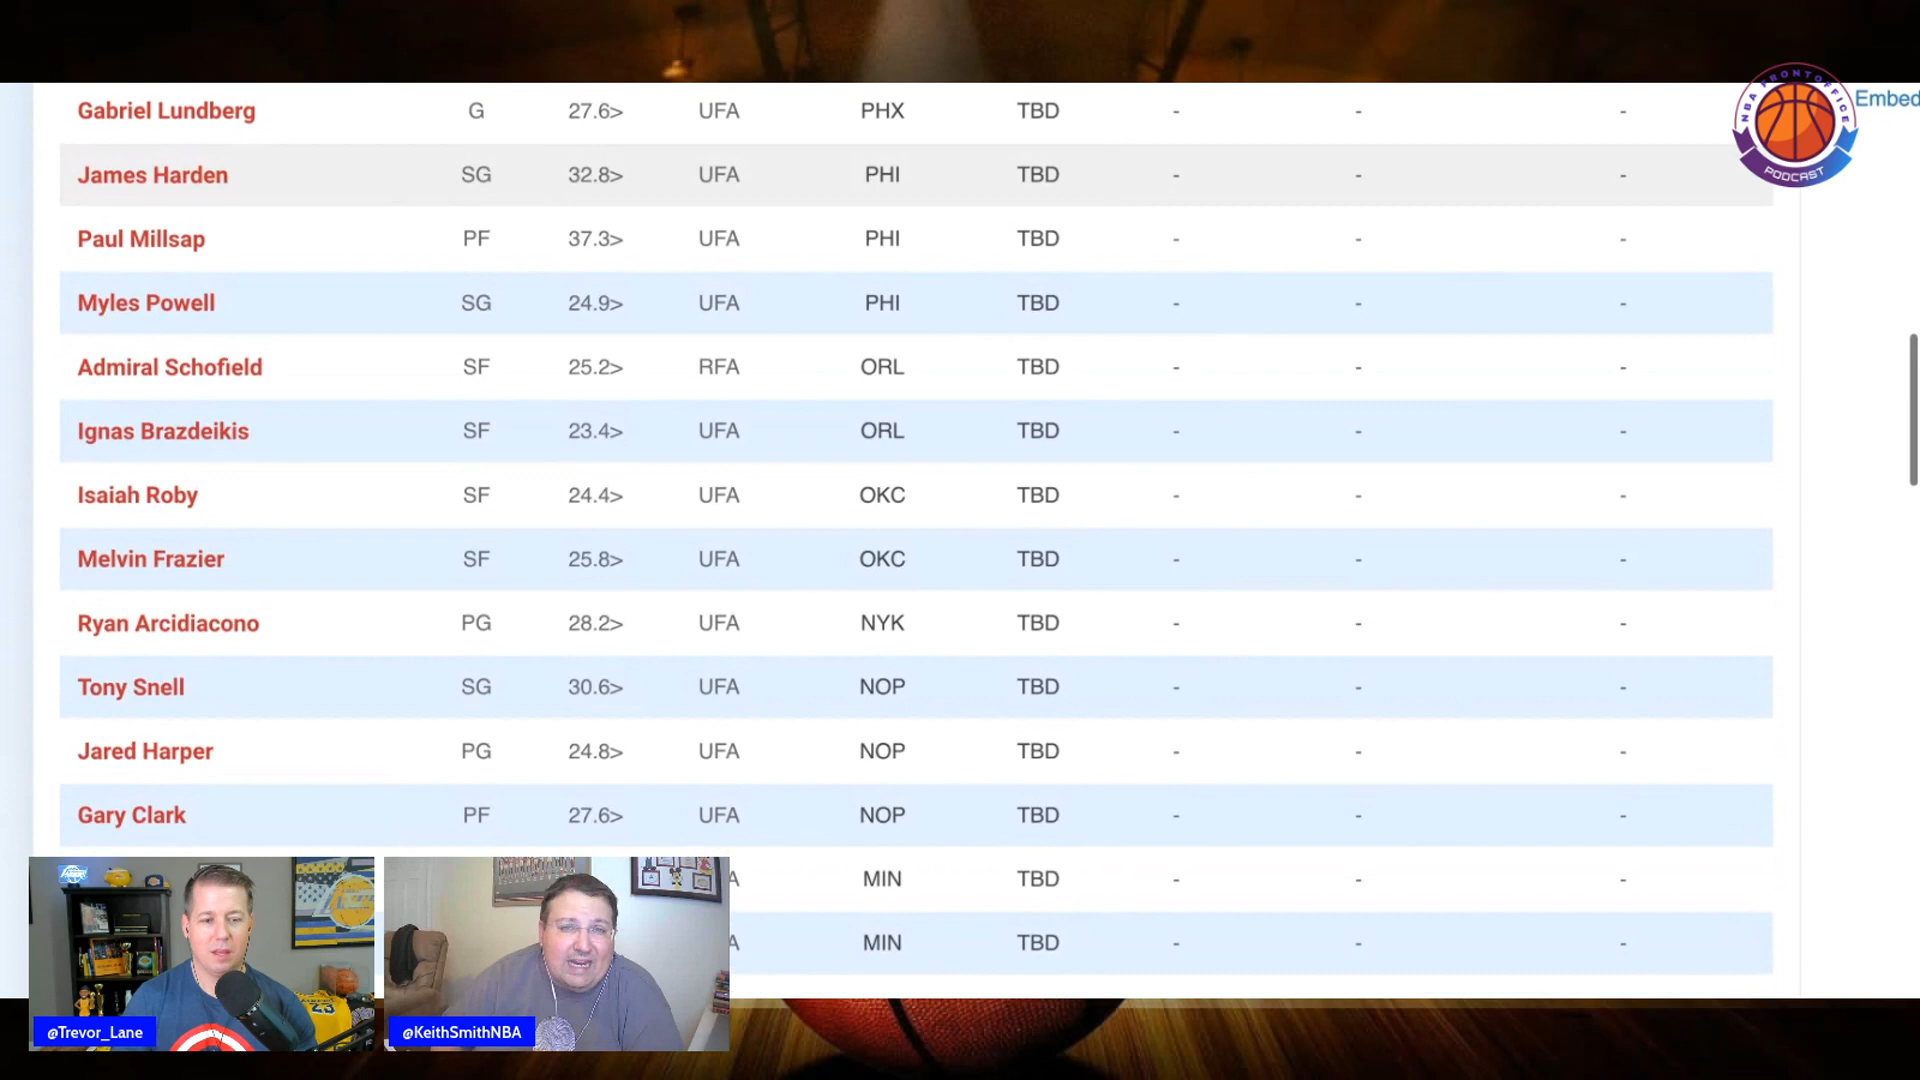 Gabriel Lundberg G 27.6> UFA PHX TBD - - -
Embed
NBA FRONT OFFICE
PODCAST
James Harden SG 32.8> UFA PHI TBD - - -
Paul Millsap PF 37.3> UFA PHI TBD - - -
Myles Powell SG 24.9> UFA PHI TBD - - -
Admiral Schofield SF 25.2> RFA ORL TBD - - -
Ignas Brazdeikis SF 23.4> UFA ORL TBD - - -
Isaiah Roby SF 24.4> UFA OKC TBD - - -
Melvin Frazier SF 25.8> UFA OKC TBD - - -
Ryan Arcidiacono PG 28.2> UFA NYK TBD - - -
Tony Snell SG 30.6> UFA NOP TBD - - -
Jared Harper PG 24.8> UFA NOP TBD - - -
Gary Clark PF 27.6> UFA NOP TBD - - -
A MIN TBD - - -
A MIN TBD - - -
23
@Trevor_Lane
@KeithSmithNBA